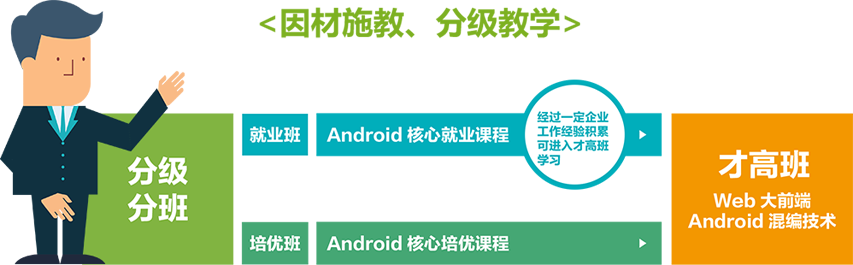 <因材施教、分级教学>
分级
分班
就业班
Android 核心就业课程
经过一定企业
工作经验积累
可进入才高班
学习
培优班
Android 核心培优课程
才高班
Web 大前端
Android 混编技术